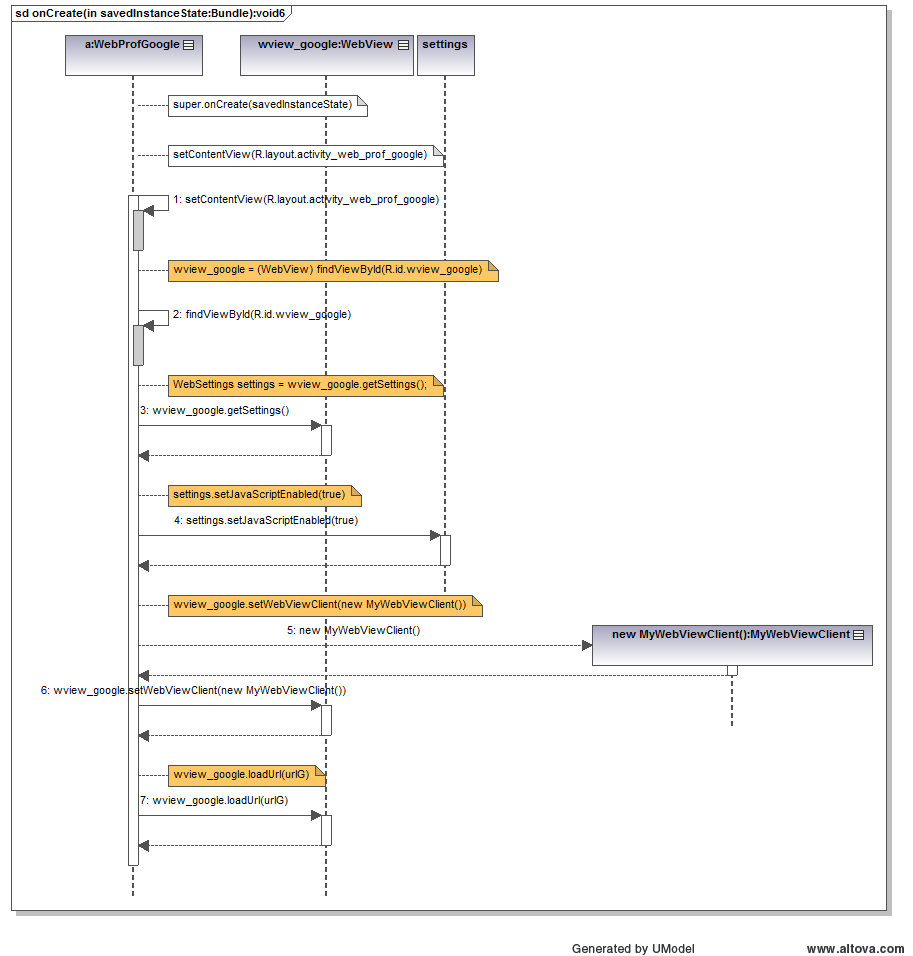 sd onCreate(in savedInstanceState:Bundle):void6
a:WebProfGoogle
wview_google:WebView
settings
super.onCreate(savedInstanceState)
setContentView(R.layout.activity_web_prof_google)
1: setContentView(R.layout.activity_web_prof_google)
wview_google = (WebView) findViewById(R.id.wview_google)
2: findViewById(R.id.wview_google)
WebSettings settings = wview_google.getSettings();
3: wview_google.getSettings()
settings.setJavaScriptEnabled(true)
4: settings.setJavaScriptEnabled(true)
wview_google.setWebViewClient(new MyWebViewClient())
5: new MyWebViewClient()
new MyWebViewClient():MyWebViewClient
6: wview_google.setWebViewClient(new MyWebViewClient())
wview_google.loadUrl(urlG)
7: wview_google.loadUrl(urlG)
Generated by UModel
www.altova.com